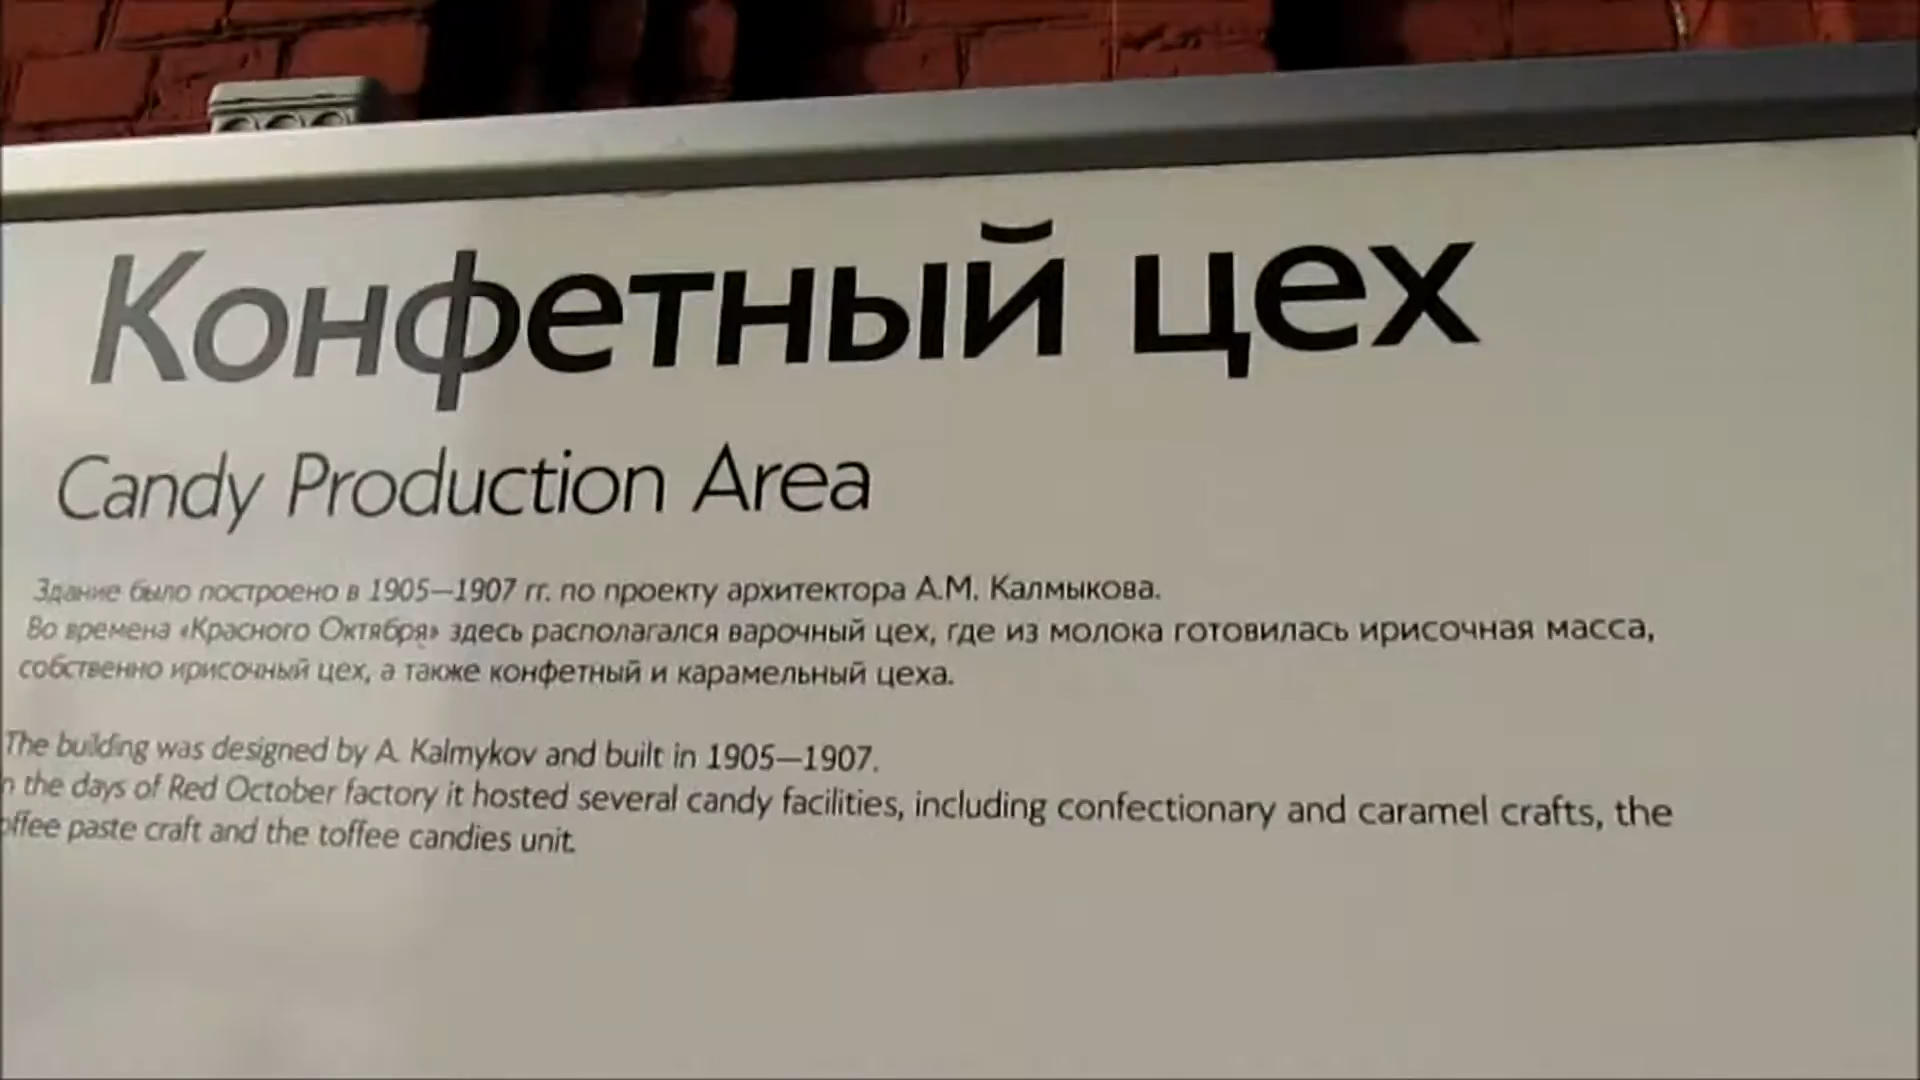 Конфетный цех
Candy Production Area
Здание было построено в 1905—1907 гг. по проекту архитектора А.М. Калмыкова.
Во времена «Красного Октября» здесь располагался варочный цех, где из молока готовилась ирисочная масса,
собственно ирисочный цех, а также конфетный и карамельный цеха.
The building was designed by A. Kalmykov and built in 1905—1907.
n the days of Red October factory it hosted several candy facilities, including confectionary and caramel crafts, the
offee paste craft and the toffee candies unit.